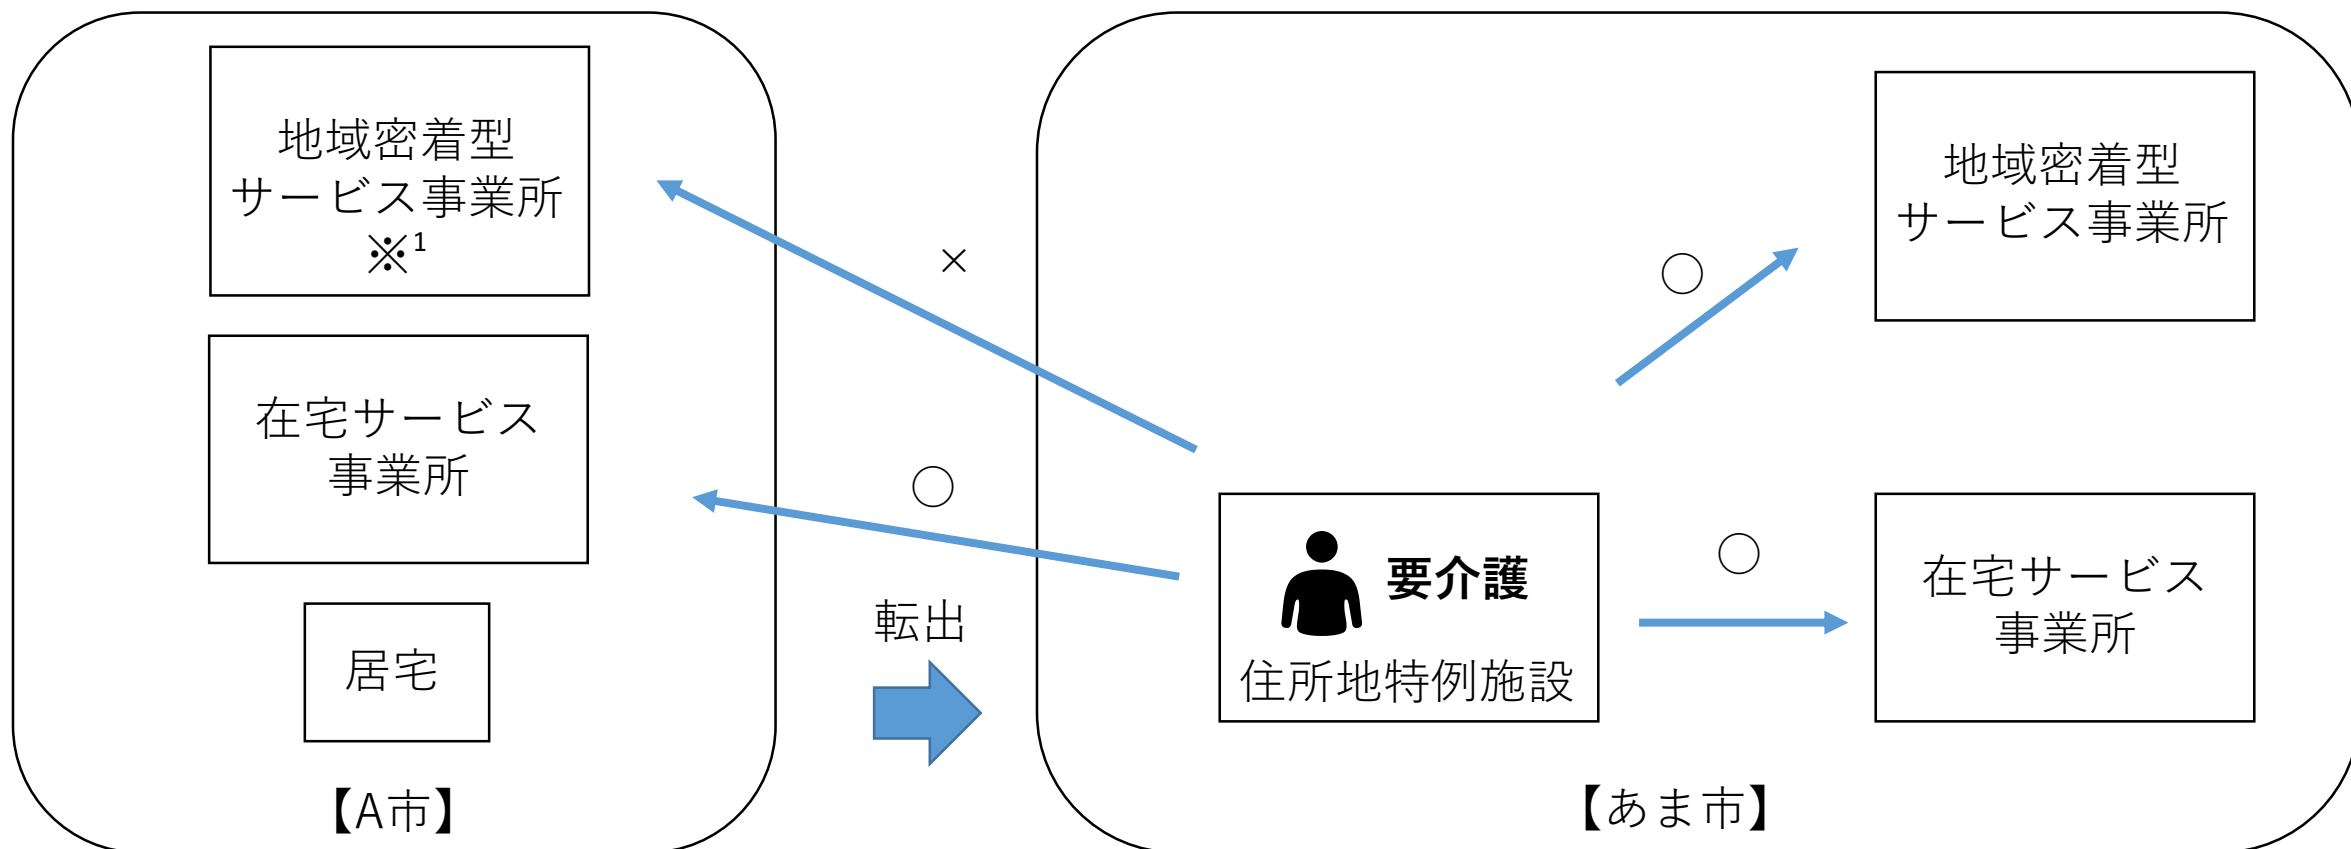 地域密着型
サービス事業所
※1
在宅サービス
事業所
居宅
【A市】
×
○
転出
地域密着型
サービス事業所
○
要介護
住所地特例施設
○
在宅サービス
事業所
【あま市】